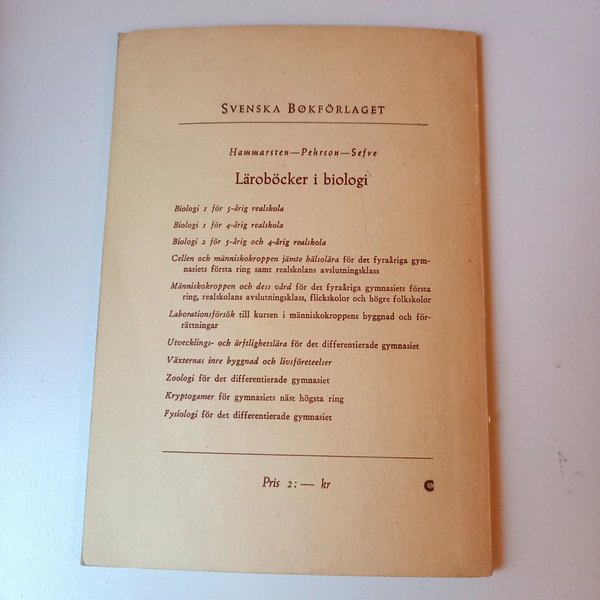 SVENSKA BOKFÖRLAGET
Hammarsten—Pehrson—Sefve
Läroböcker i biologi
Biologi 1 för 5-årig realskola
Biologi 1 för 4-årig realskola
Biologi 2 för 5-årig och 4-årig realskola
Cellen och människokroppen jämte hälsolära för det fyraåriga gym-
nasiets första ring samt realskolans avslutningsklass
Människokroppen och dess vård för det fyraåriga gymnasiets första
ring, realskolans avslutningsklass, flickskolor och högre folkskolor
Laborationsförsök till kursen i människokroppens byggnad och för-
rättningar
Utvecklings- och ärftlighetslära för det differentierade gymnasiet
Växternas inre byggnad och livsföreteelser
Zoologi för det differentierade gymnasiet
Kryptogamer för gymnasiets näst högsta ring
Fysiologi för det differentierade gymnasiet
Pris 2:— kr